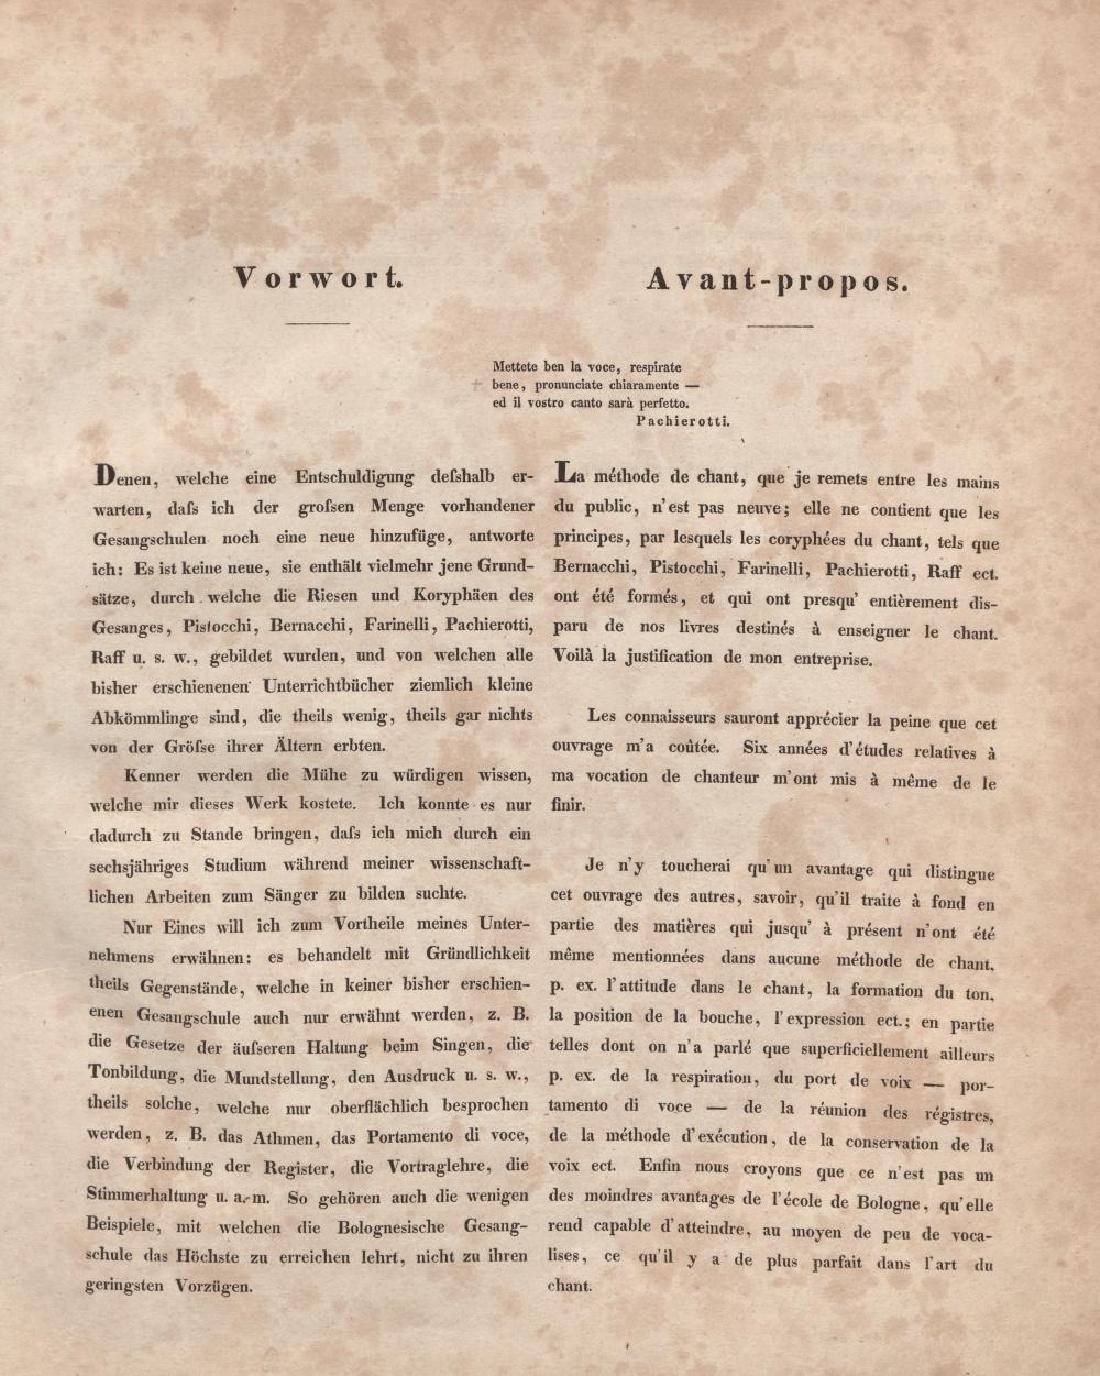 Vorwort.
Avant-propos.
Mettete ben la voce, respirate
bene, pronunciate chiaramente —
ed il vostro canto sarà perfetto.
Pachierotti.
Denen, welche eine Entschuldigung deſshalb er-
warten, daſs ich der groſsen Menge vorhandener
Gesangschulen noch eine neue hinzufüge, antworte
ich: Es ist keine neue, sie enthält vielmehr jene Grund-
sätze, durch welche die Riesen und Koryphäen des
Gesanges, Pistocchi, Bernacchi, Farinelli, Pachierotti,
Raff u. s. w., gebildet wurden, und von welchen alle
bisher erschienenen Unterrichtbücher ziemlich kleine
Abkömmlinge sind, die theils wenig, theils gar nichts
von der Gröſse ihrer Ältern erbten.
Kenner werden die Mühe zu würdigen wissen,
welche mir dieses Werk kostete. Ich konnte es nur
dadurch zu Stande bringen, daſs ich mich durch ein
sechsjähriges Studium während meiner wissenschaft-
lichen Arbeiten zum Sänger zu bilden suchte.
Nur Eines will ich zum Vortheile meines Unter-
nehmens erwähnen: es behandelt mit Gründlichkeit
theils Gegenstände, welche in keiner bisher erschien-
enen Gesangschule auch nur erwähnt werden, z. B.
die Gesetze der äuſseren Haltung beim Singen, die
Tonbildung, die Mundstellung, den Ausdruck u. s. w.,
theils solche, welche nur oberflächlich besprochen
werden, z. B. das Athmen, das Portamento di voce,
die Verbindung der Register, die Vortraglehre, die
Stimmerhaltung u. a. m. So gehören auch die wenigen
Beispiele, mit welchen die Bolognesische Gesang-
schule das Höchste zu erreichen lehrt, nicht zu ihren
geringsten Vorzügen.
La méthode de chant, que je remets entre les mains
du public, n'est pas neuve; elle ne contient que les
principes, par lesquels les coryphées du chant, tels que
Bernacchi, Pistocchi, Farinelli, Pachierotti, Raff ect.
ont été formés, et qui ont presqu' entièrement dis-
paru de nos livres destinés à enseigner le chant.
Voilà la justification de mon entreprise.
Les connaisseurs sauront apprécier la peine que cet
ouvrage m'a coûtée. Six années d'études relatives à
ma vocation de chanteur m'ont mis à même de le
finir.
Je n'y toucherai qu'un avantage qui distingue
cet ouvrage des autres, savoir, qu'il traite à fond en
partie des matières qui jusqu' à présent n'ont été
même mentionnées dans aucune méthode de chant,
p. ex. l'attitude dans le chant, la formation du ton,
la position de la bouche, l'expression ect.; en partie
telles dont on n'a parlé que superficiellement ailleurs
p. ex. de la respiration, du port de voix — por-
tamento di voce — de la réunion des régistres,
de la méthode d'exécution, de la conservation de la
voix ect. Enfin nous croyons que ce n'est pas un
des moindres avantages de l'école de Bologne, qu'elle
rend capable d'atteindre, au moyen de peu de voca-
lises, ce qu'il y a de plus parfait dans l'art du
chant.